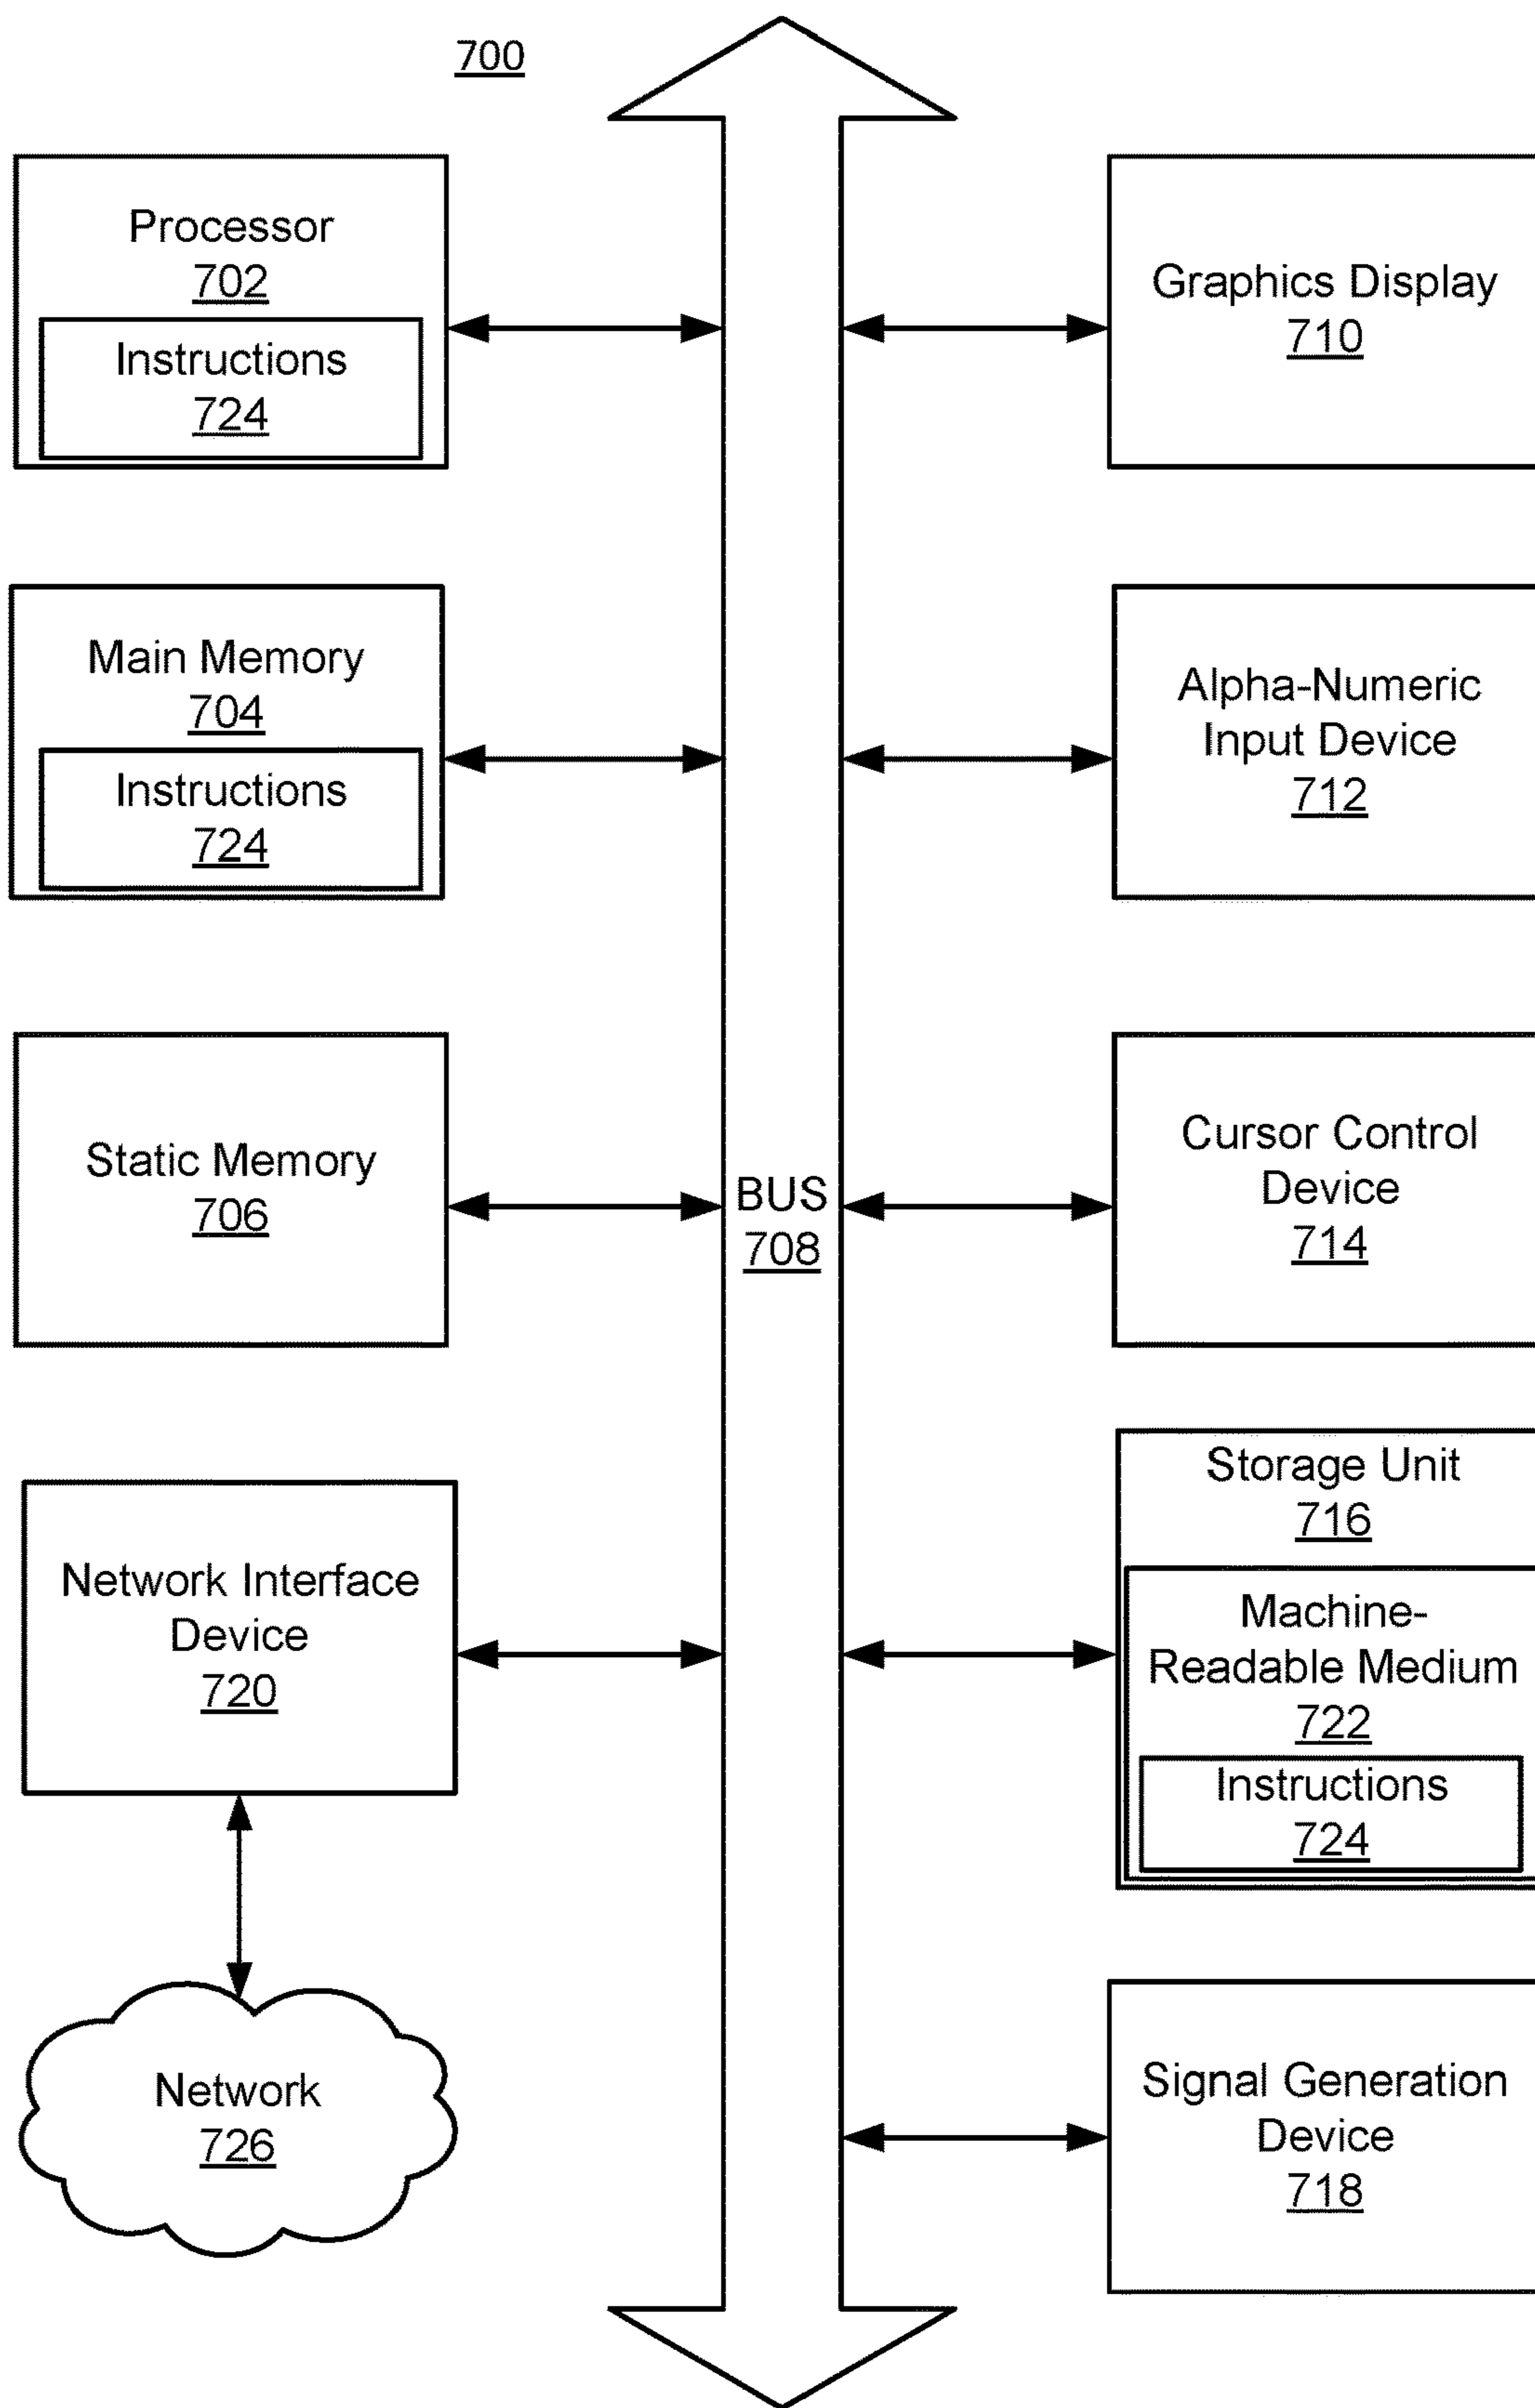 700
Processor
702
Instructions
724
Main Memory
704
Instructions
724
Static Memory
706
Network Interface
Device
720
Network
726
BUS
708
Graphics Display
710
Alpha-Numeric
Input Device
712
Cursor Control
Device
714
Storage Unit
716
Machine-
Readable Medium
722
Instructions
724
Signal Generation
Device
718